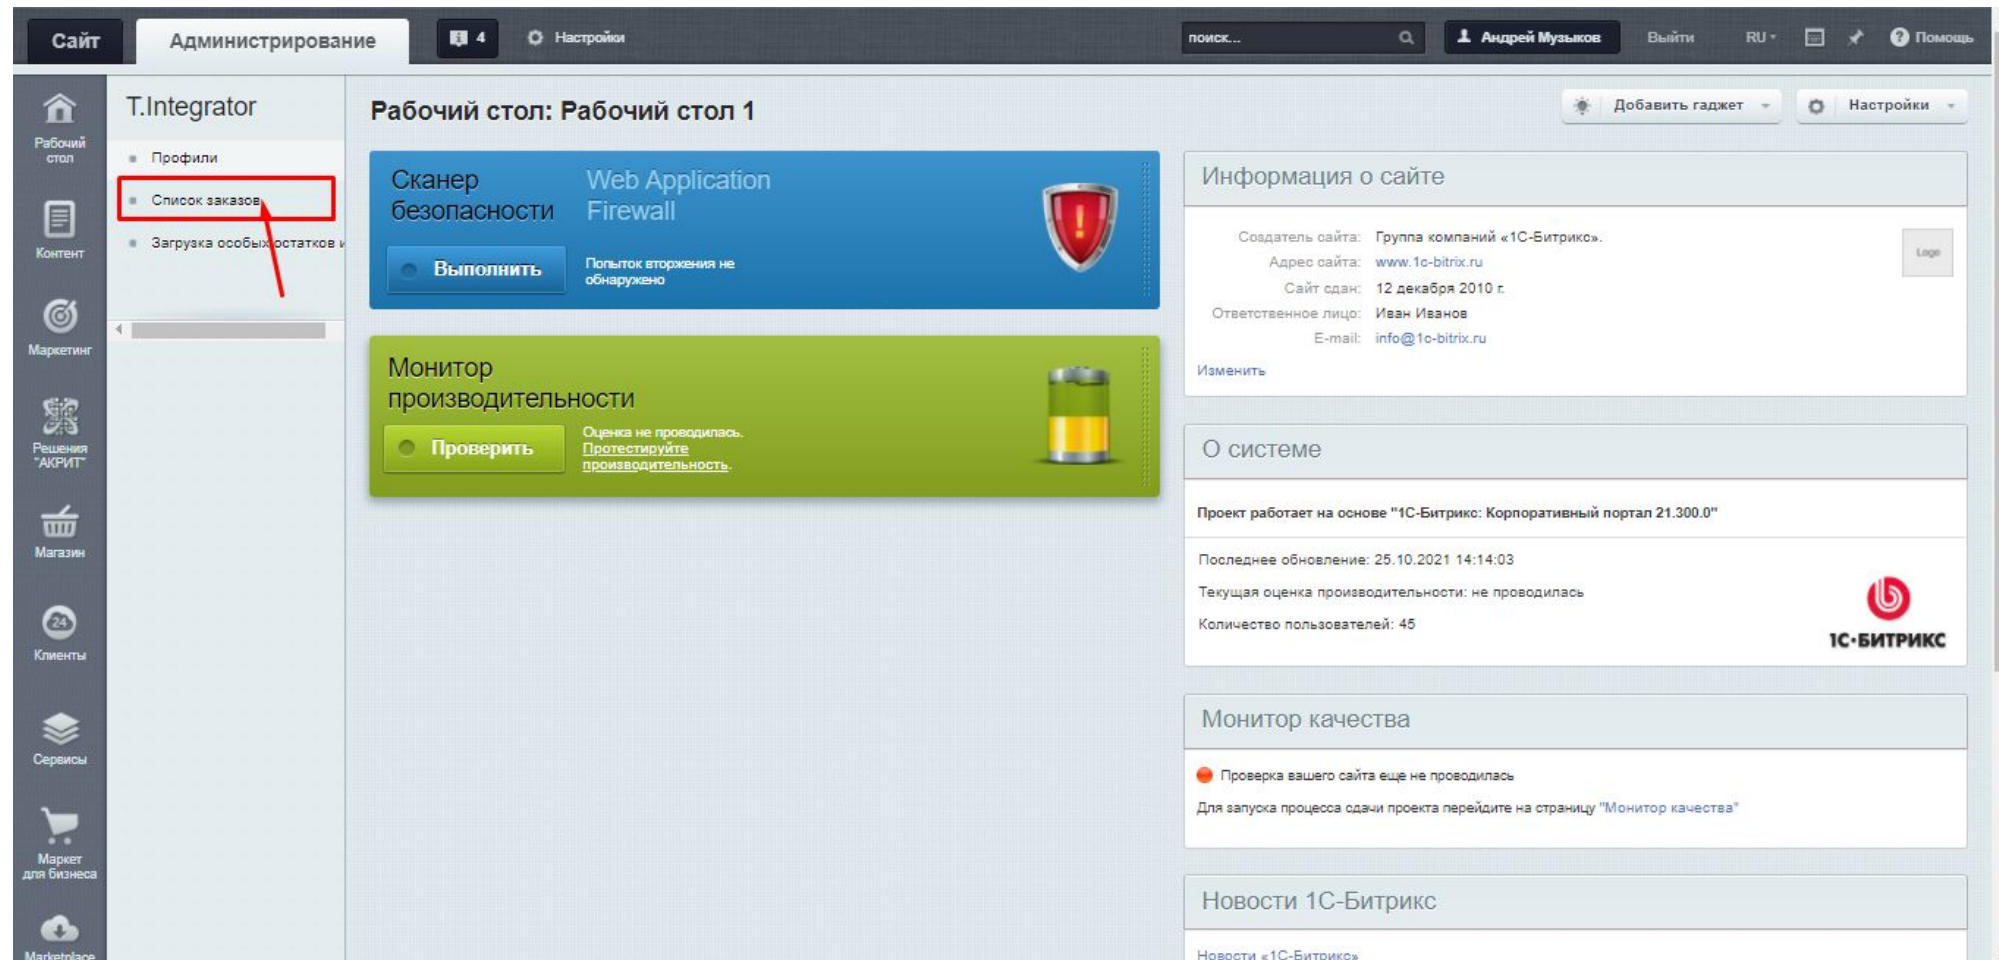 Сайт
Администрирование
4
Настройки
поиск...
Андрей Музыков
Выйти
RU
Помощь
Рабочий
стол
Контент
Маркетинг
Решения
"АКРИТ"
Магазин
24
Клиенты
Сервисы
Маркет
для бизнеса
Marketplace
T.Integrator
Профили
Список заказов
Загрузка особых остатков и
Рабочий стол: Рабочий стол 1
Добавить гаджет
Настройки
Сканер
безопасности
Web Application
Firewall
Выполнить
Попыток вторжения не
обнаружено
Монитор
производительности
Проверить
Оценка не проводилась.
Протестируйте
производительность.
Информация о сайте
Создатель сайта: Группа компаний «1С-Битрикс».
Адрес сайта: www.1c-bitrix.ru
Сайт сдан: 12 декабря 2010 г.
Ответственное лицо: Иван Иванов
E-mail: info@1c-bitrix.ru
Logo
Изменить
О системе
Проект работает на основе "1С-Битрикс: Корпоративный портал 21.300.0"
Последнее обновление: 25.10.2021 14:14:03
Текущая оценка производительности: не проводилась
Количество пользователей: 45
1С·БИТРИКС
Монитор качества
Проверка вашего сайта еще не проводилась
Для запуска процесса сдачи проекта перейдите на страницу "Монитор качества"
Новости 1С-Битрикс
Новости «1С-Битрикс»